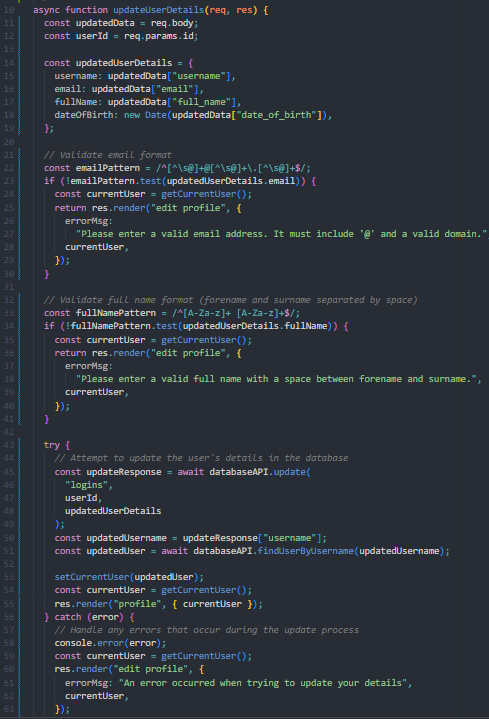 10 async function updateUserDetails(req, res) {
11 const updatedData = req.body;
12 const userId = req.params.id;
13
14 const updatedUserDetails = {
15 username: updatedData["username"],
16 email: updatedData["email"],
17 fullName: updatedData["full_name"],
18 dateOfBirth: new Date(updatedData["date_of_birth"]),
19 };
20
21 // Validate email format
22 const emailPattern = /^[^\s@]+@[^\s@]+\.[^\s@]+$/;
23 if (!emailPattern.test(updatedUserDetails.email)) {
24 const currentUser = getCurrentUser();
25 return res.render("edit profile", {
26 errorMsg:
27 "Please enter a valid email address. It must include '@' and a valid domain.",
28 currentUser,
29 });
30 }
31
32 // Validate full name format (forename and surname separated by space)
33 const fullNamePattern = /^[A-Za-z]+ [A-Za-z]+$/;
34 if (!fullNamePattern.test(updatedUserDetails.fullName)) {
35 const currentUser = getCurrentUser();
36 return res.render("edit profile", {
37 errorMsg:
38 "Please enter a valid full name with a space between forename and surname.",
39 currentUser,
40 });
41 }
42
43 try {
44 // Attempt to update the user's details in the database
45 const updateResponse = await databaseAPI.update(
46 "logins",
47 userId,
48 updatedUserDetails
49 );
50 const updatedUsername = updateResponse["username"];
51 const updatedUser = await databaseAPI.findUserByUsername(updatedUsername);
52
53 setCurrentUser(updatedUser);
54 const currentUser = getCurrentUser();
55 res.render("profile", { currentUser });
56 } catch (error) {
57 // Handle any errors that occur during the update process
58 console.error(error);
59 const currentUser = getCurrentUser();
60 res.render("edit profile", {
61 errorMsg: "An error occurred when trying to update your details",
62 currentUser,
63 });